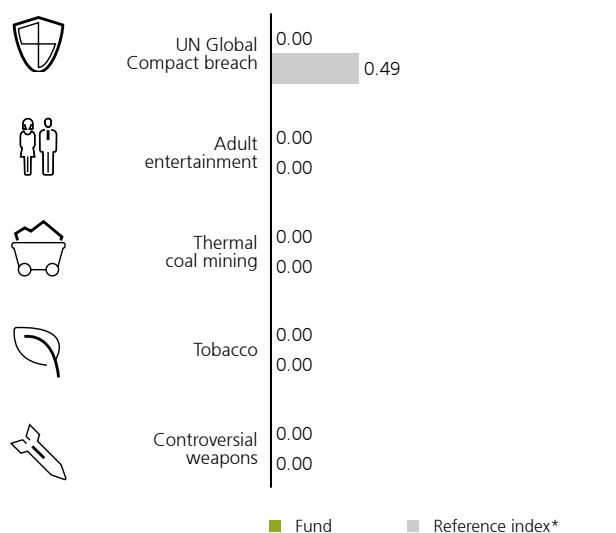 UN Global
Compact breach
0.00
0.49
Adult
entertainment
0.00
0.00
Thermal
coal mining
0.00
0.00
Tobacco
0.00
0.00
Controversial
weapons
0.00
0.00
Fund
Reference index*